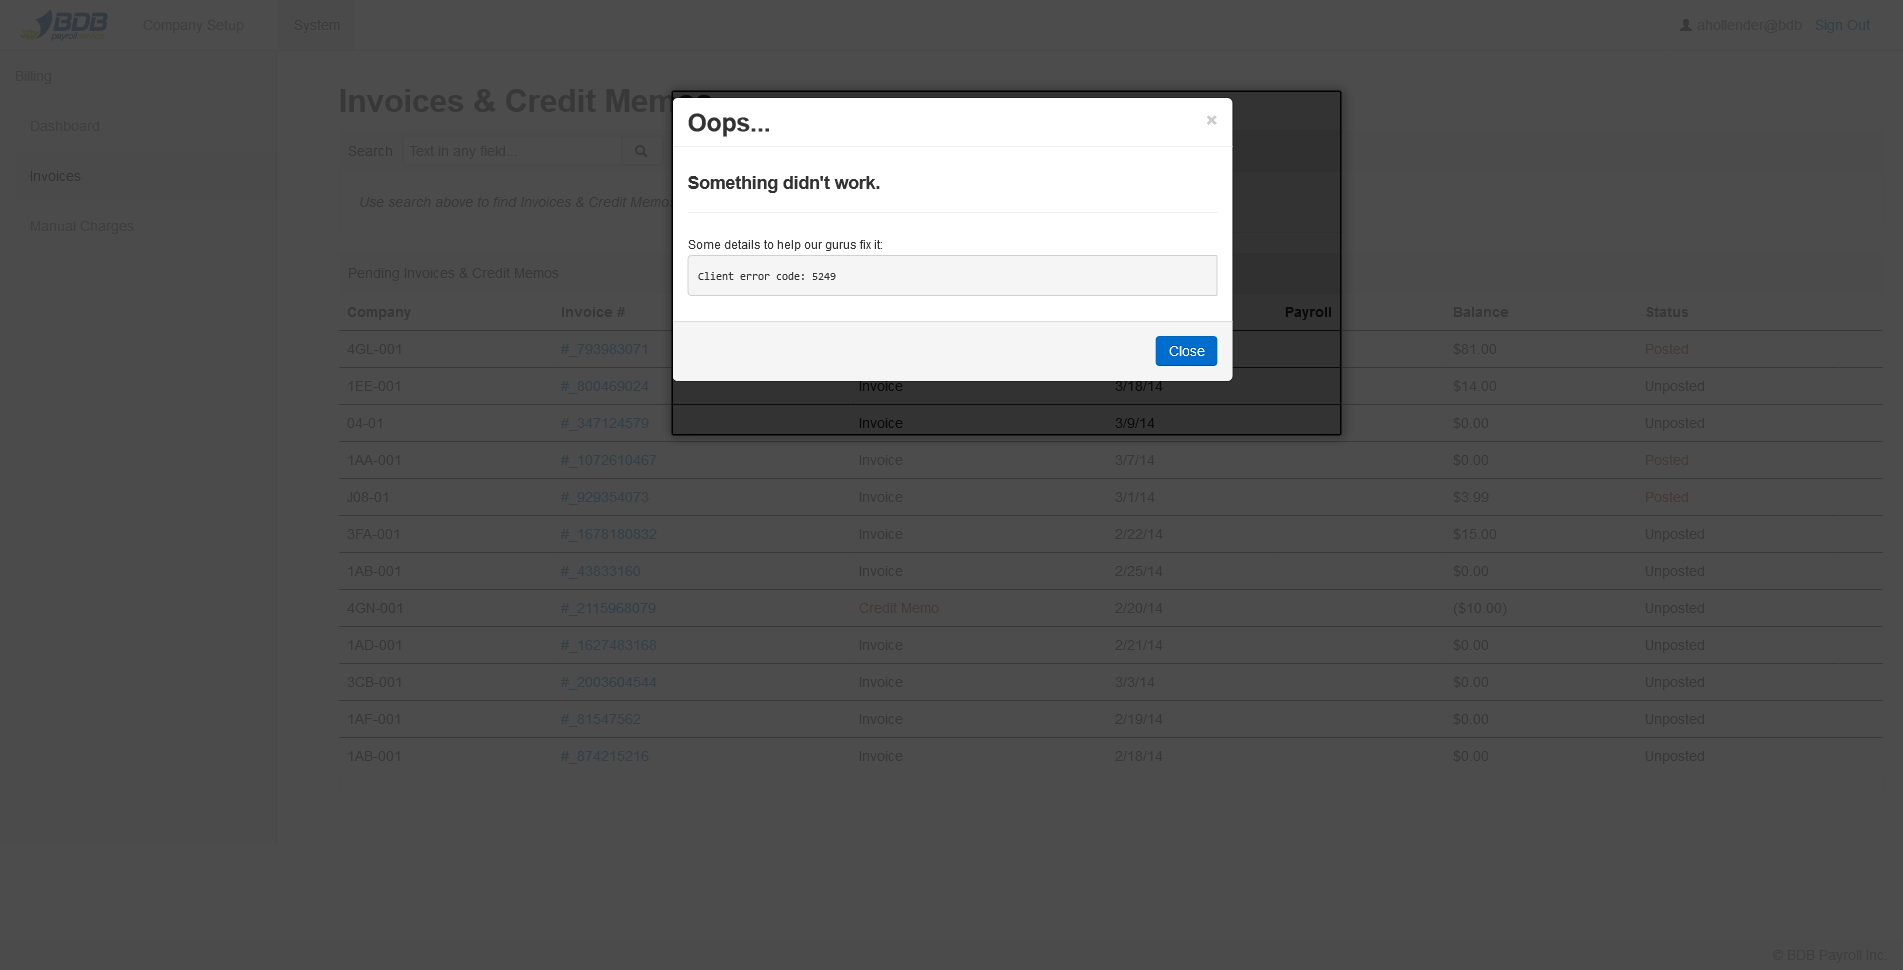 BDB
payroll
Company Setup
System
ahollender@bdb
Sign Out
Billing
Dashboard
Invoices
Manual Charges
Invoices & Credit Memos
Search
Text in any field...
Use search above to find Invoices & Credit Memos
Oops...
×
Something didn't work.
Some details to help our gurus fix it:
Client error code: 5249
Close
Pending Invoices & Credit Memos
Company Invoice # Payroll Balance Status
4GL-001 #_793983071 $81.00 Posted
1EE-001 #_800469024 Invoice 3/18/14 $14.00 Unposted
04-01 #_347124579 Invoice 3/9/14 $0.00 Unposted
1AA-001 #_1072610467 Invoice 3/7/14 $0.00 Posted
J08-01 #_929354073 Invoice 3/1/14 $3.99 Posted
3FA-001 #_1678180832 Invoice 2/22/14 $15.00 Unposted
1AB-001 #_43833160 Invoice 2/25/14 $0.00 Unposted
4GN-001 #_2115968079 Credit Memo 2/20/14 ($10.00) Unposted
1AD-001 #_1627483168 Invoice 2/21/14 $0.00 Unposted
3CB-001 #_2003604544 Invoice 3/3/14 $0.00 Unposted
1AF-001 #_81547562 Invoice 2/19/14 $0.00 Unposted
1AB-001 #_874215216 Invoice 2/18/14 $0.00 Unposted
© BDB Payroll Inc.